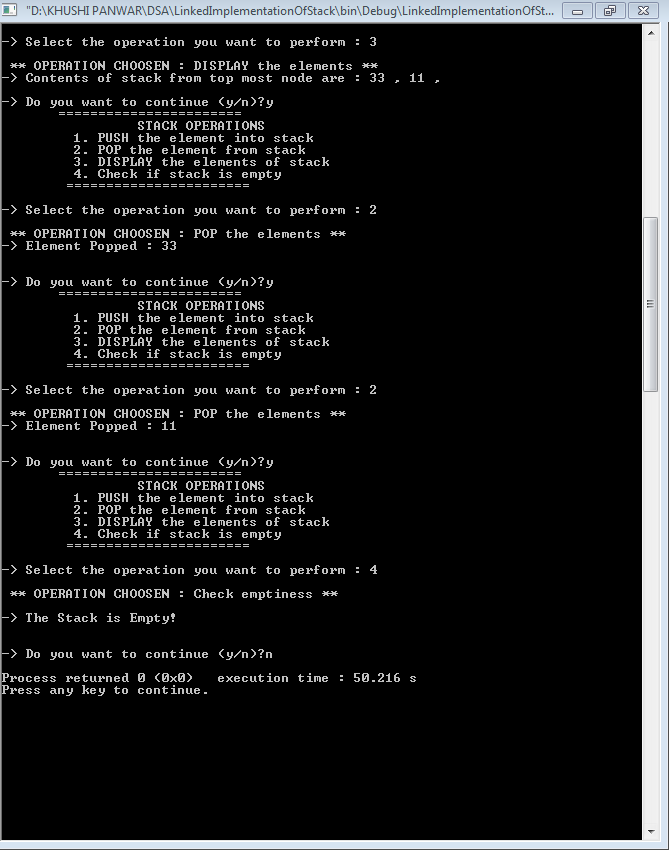 "D:\KHUSHI PANWAR\DSA\LinkedImplementationOfStack\bin\Debug\LinkedImplementationOfSt...
-> Select the operation you want to perform : 3
** OPERATION CHOOSEN : DISPLAY the elements **
-> Contents of stack from top most node are : 33 , 11 ,
-> Do you want to continue (y/n)?y
=======================
STACK OPERATIONS
1. PUSH the element into stack
2. POP the element from stack
3. DISPLAY the elements of stack
4. Check if stack is empty
=======================
-> Select the operation you want to perform : 2
** OPERATION CHOOSEN : POP the elements **
-> Element Popped : 33
-> Do you want to continue (y/n)?y
=======================
STACK OPERATIONS
1. PUSH the element into stack
2. POP the element from stack
3. DISPLAY the elements of stack
4. Check if stack is empty
=======================
-> Select the operation you want to perform : 2
** OPERATION CHOOSEN : POP the elements **
-> Element Popped : 11
-> Do you want to continue (y/n)?y
=======================
STACK OPERATIONS
1. PUSH the element into stack
2. POP the element from stack
3. DISPLAY the elements of stack
4. Check if stack is empty
=======================
-> Select the operation you want to perform : 4
** OPERATION CHOOSEN : Check emptiness **
-> The Stack is Empty!
-> Do you want to continue (y/n)?n
Process returned 0 (0x0)   execution time : 50.216 s
Press any key to continue.